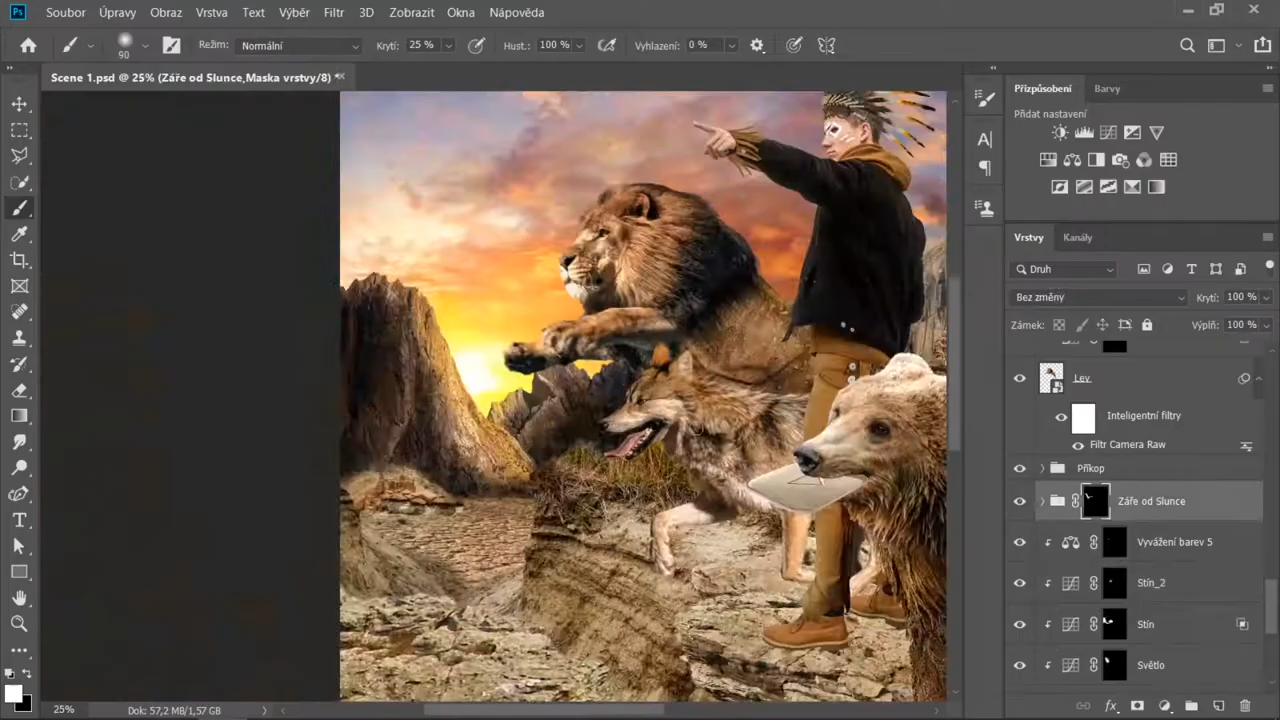 Ps Soubor Úpravy Obraz Vrstva Text Výběr Filtr 3D Zobrazit Okna Nápověda
90 Režim: Normální Krytí: 25 % Hust.: 100 % Vyhlazení: 0 %
Scene 1.psd @ 25% (Záře od Slunce,Maska vrstvy/8) *
Přizpůsobení Barvy
Přidat nastavení
Vrstvy Kanály
Druh
Bez změny Krytí: 100 %
Zámek: Výplň: 100 %
Lev
Inteligentní filtry
Filtr Camera Raw
Příkop
Záře od Slunce
Vyvážení barev 5
Stín_2
Stín
Světlo
25% Dok: 57,2 MB/1,57 GB